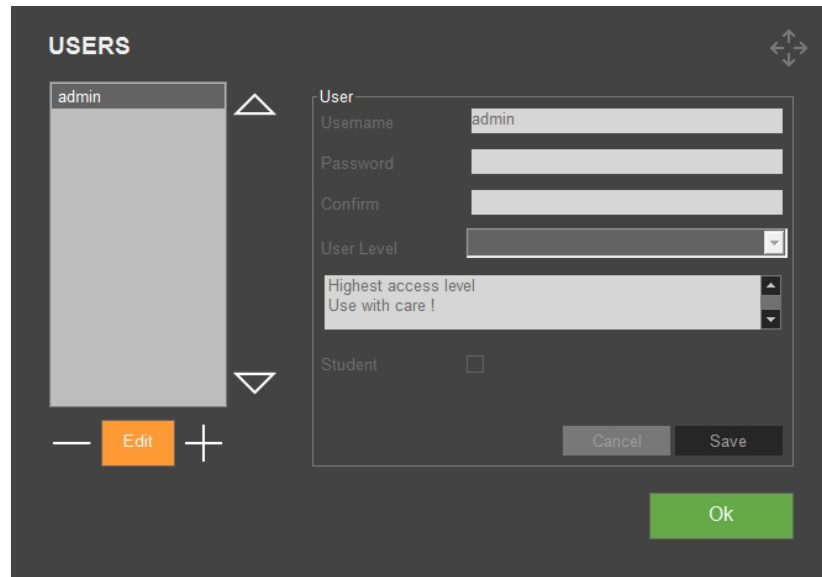 USERS
admin
User
Username
admin
Password
Confirm
User Level
Highest access level
Use with care !
Student
Edit
Cancel
Save
Ok